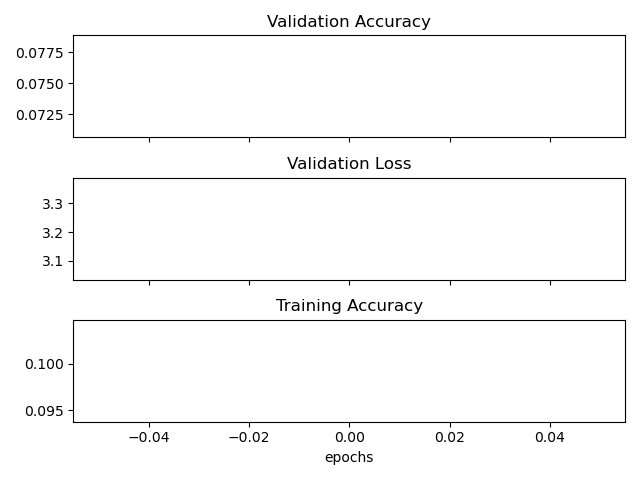 Validation Accuracy
0.0775
0.0750
0.0725
Validation Loss
3.3
3.2
3.1
Training Accuracy
0.100
0.095
−0.04 −0.02 0.00 0.02 0.04
epochs